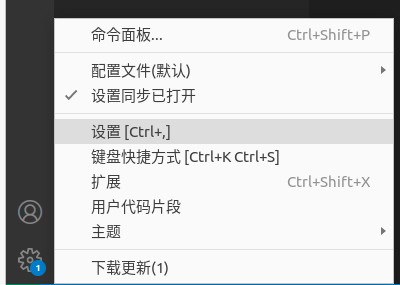 命令面板... Ctrl+Shift+P
配置文件(默认)
设置同步已打开
设置 [Ctrl+,]
键盘快捷方式 [Ctrl+K Ctrl+S]
扩展 Ctrl+Shift+X
用户代码片段
主题
下载更新(1)
1